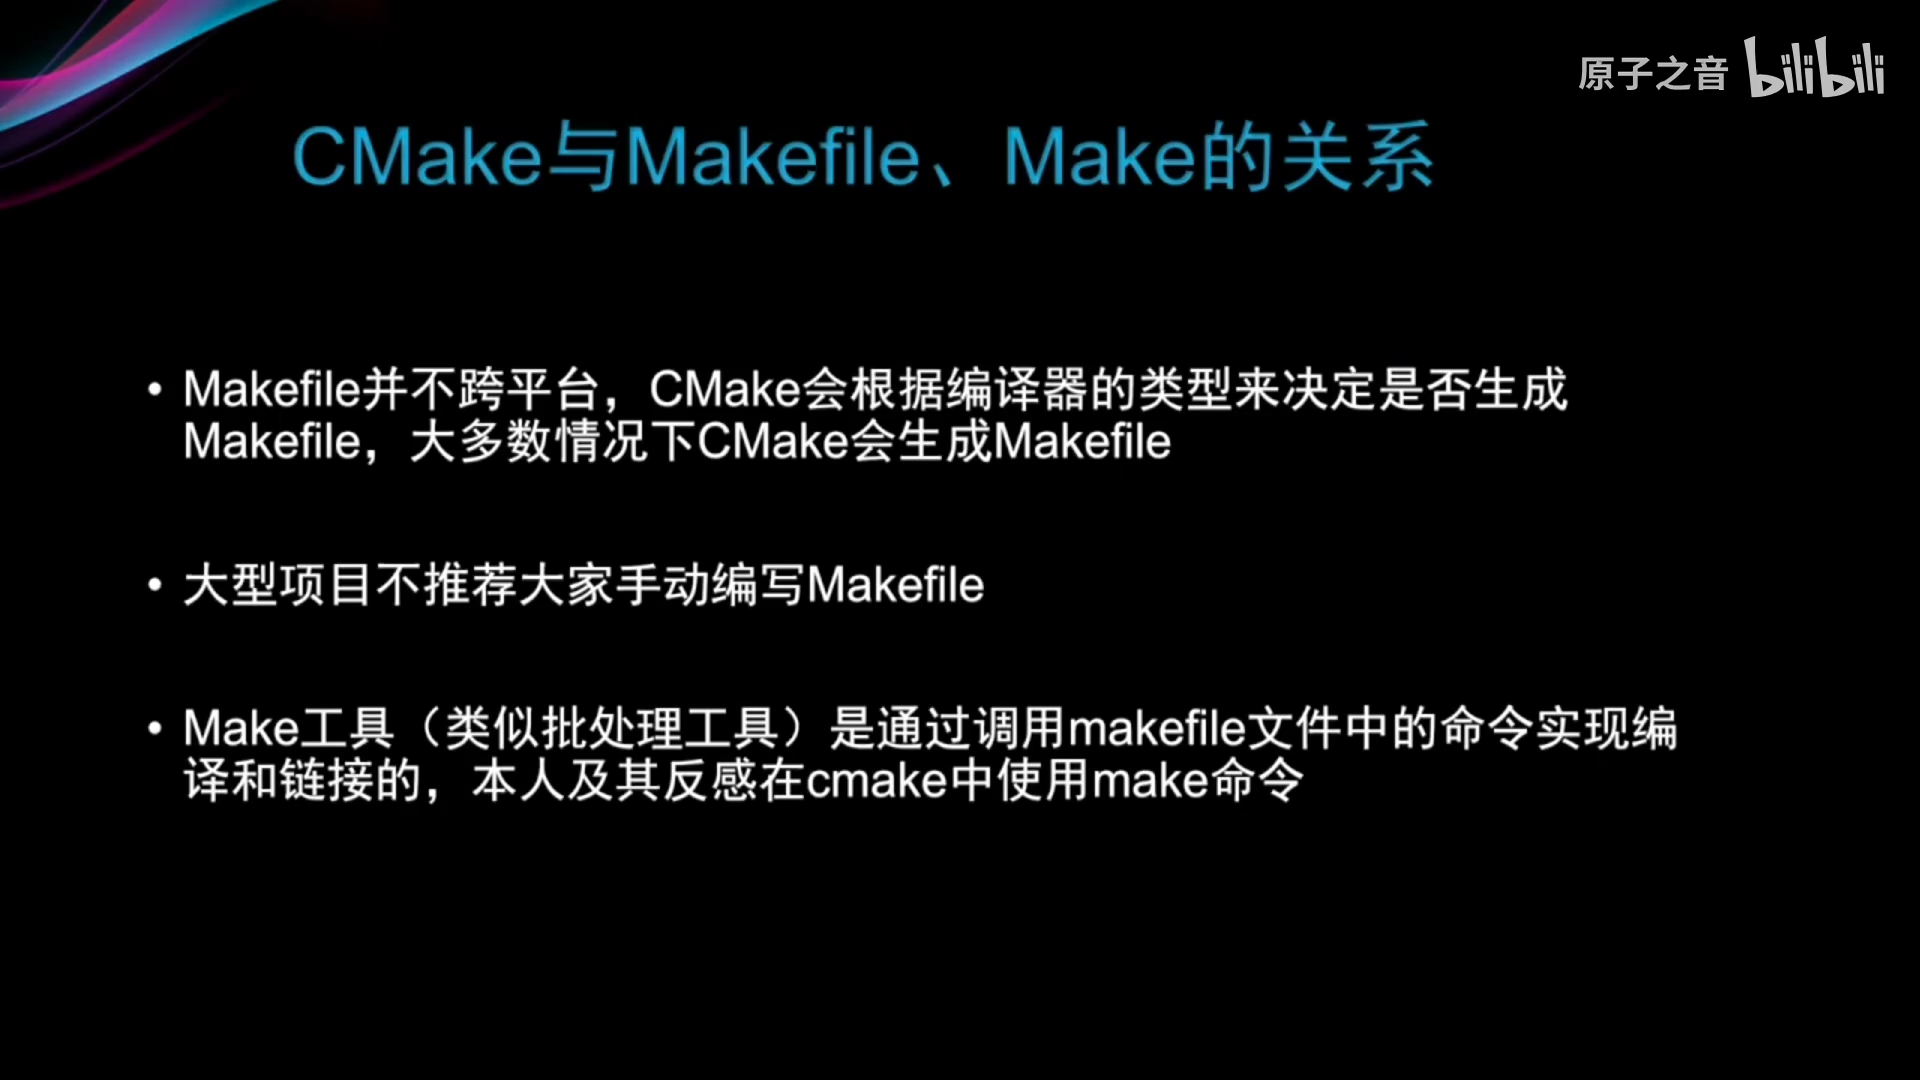 原子之音 bilibili
CMake与Makefile、Make的关系
• Makefile并不跨平台，CMake会根据编译器的类型来决定是否生成
Makefile，大多数情况下CMake会生成Makefile
• 大型项目不推荐大家手动编写Makefile
• Make工具（类似批处理工具）是通过调用makefile文件中的命令实现编
译和链接的，本人及其反感在cmake中使用make命令